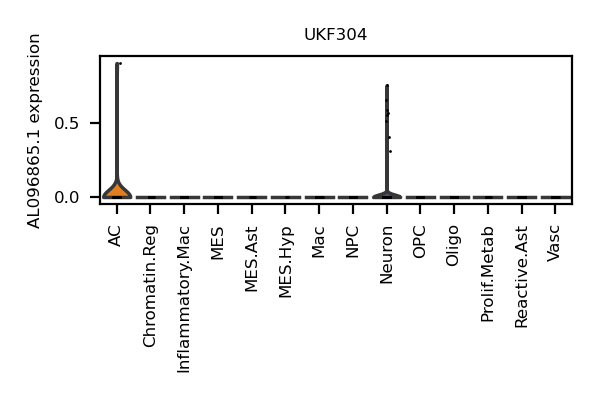 UKF304
AL096865.1 expression
0.5
0.0
AC
Chromatin.Reg
Inflammatory.Mac
MES
MES.Ast
MES.Hyp
Mac
NPC
Neuron
OPC
Oligo
Prolif.Metab
Reactive.Ast
Vasc